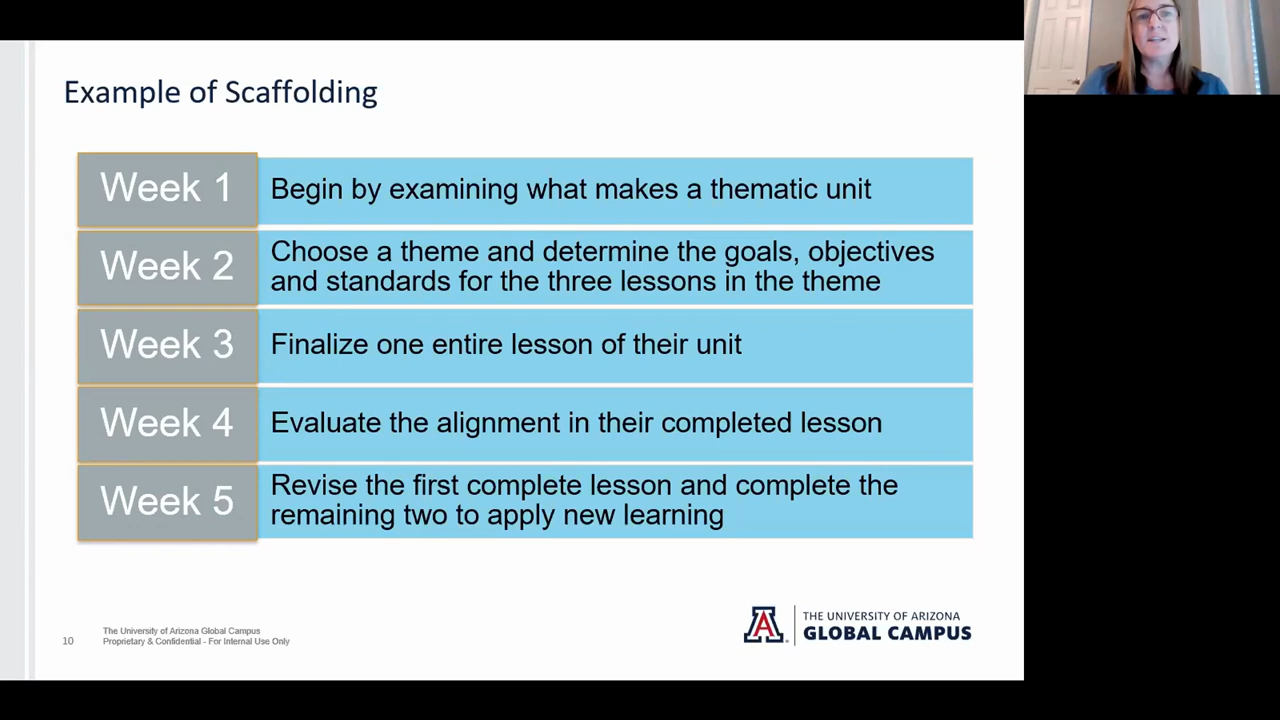 Example of Scaffolding
Week 1
Begin by examining what makes a thematic unit
Week 2
Choose a theme and determine the goals, objectives
and standards for the three lessons in the theme
Week 3
Finalize one entire lesson of their unit
Week 4
Evaluate the alignment in their completed lesson
Week 5
Revise the first complete lesson and complete the
remaining two to apply new learning
10
The University of Arizona Global Campus
Proprietary & Confidential - For Internal Use Only
A
THE UNIVERSITY OF ARIZONA
GLOBAL CAMPUS